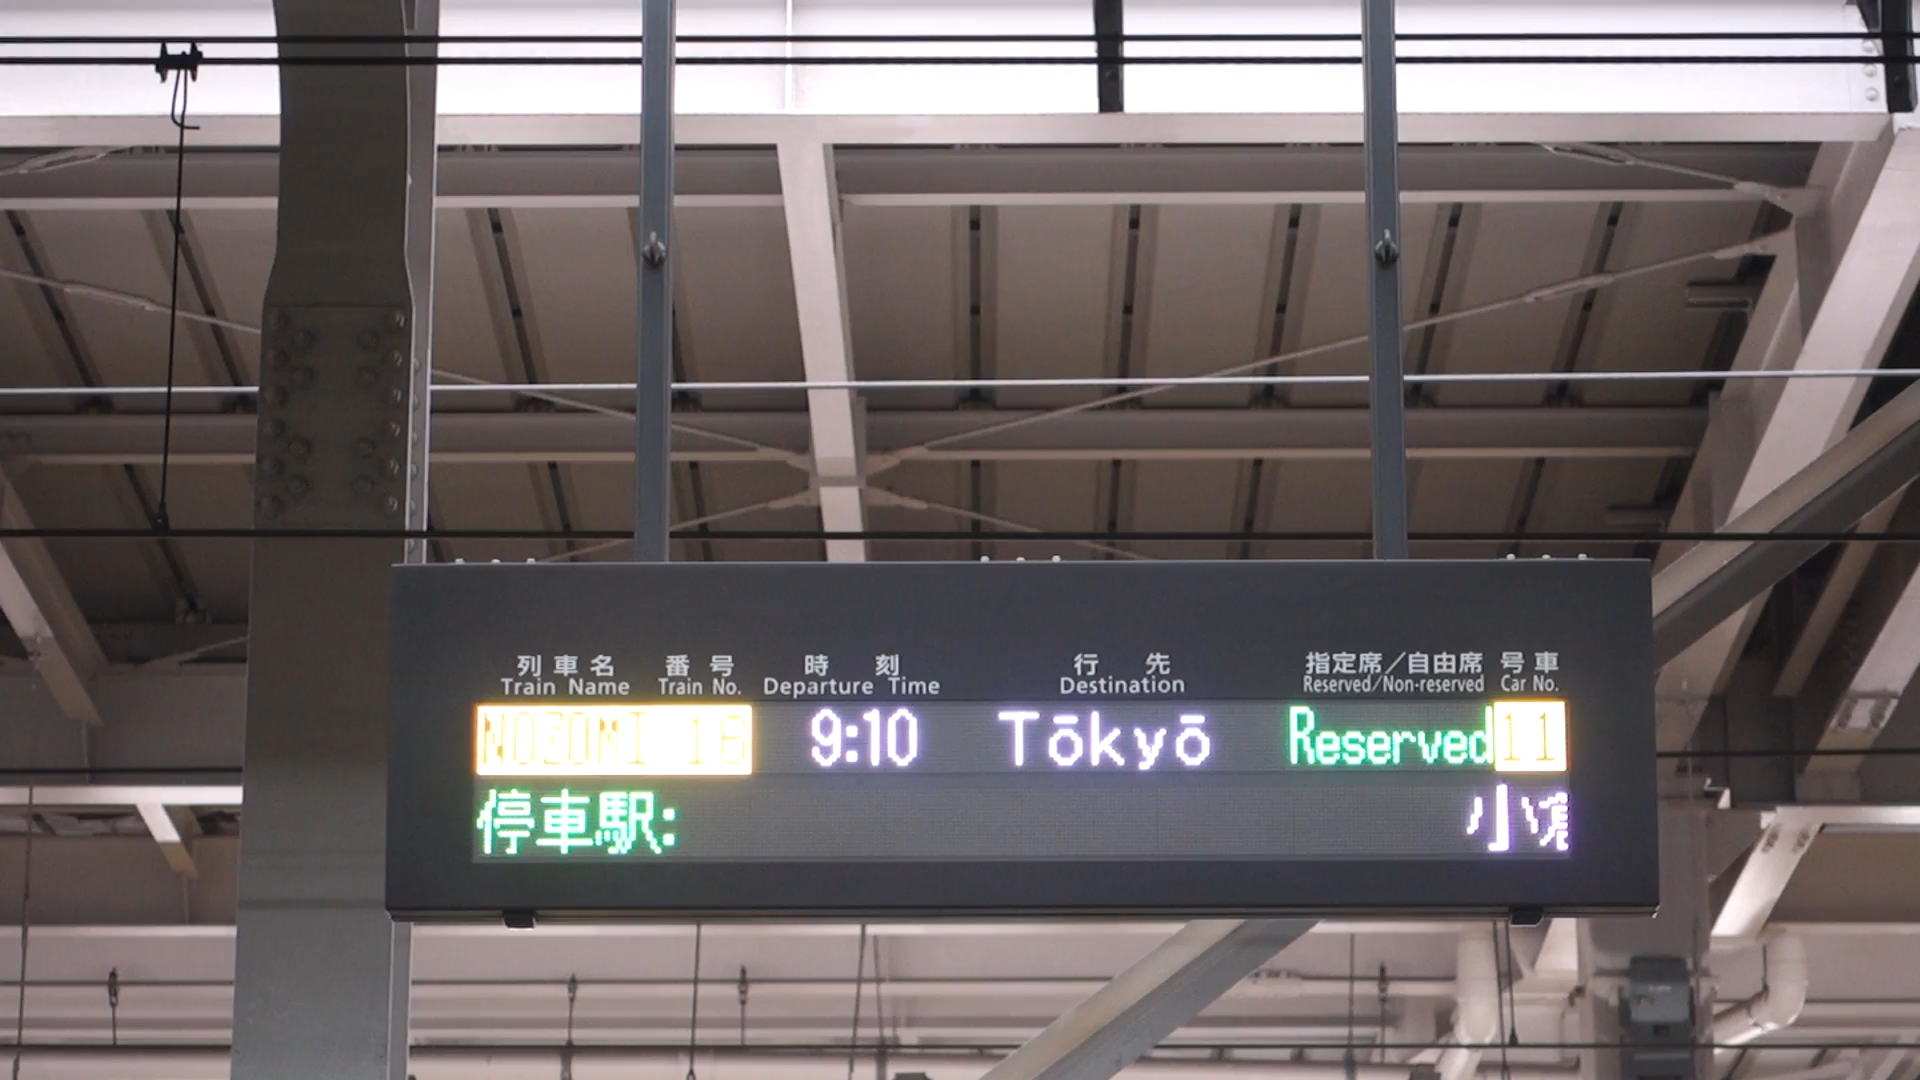 列車名 番号 時刻 行先 指定席／自由席 号車
Train Name Train No. Departure Time Destination Reserved/Non-reserved Car No.
NOZOMI 16 9:10 Tōkyō Reserved 11
停車駅: 小